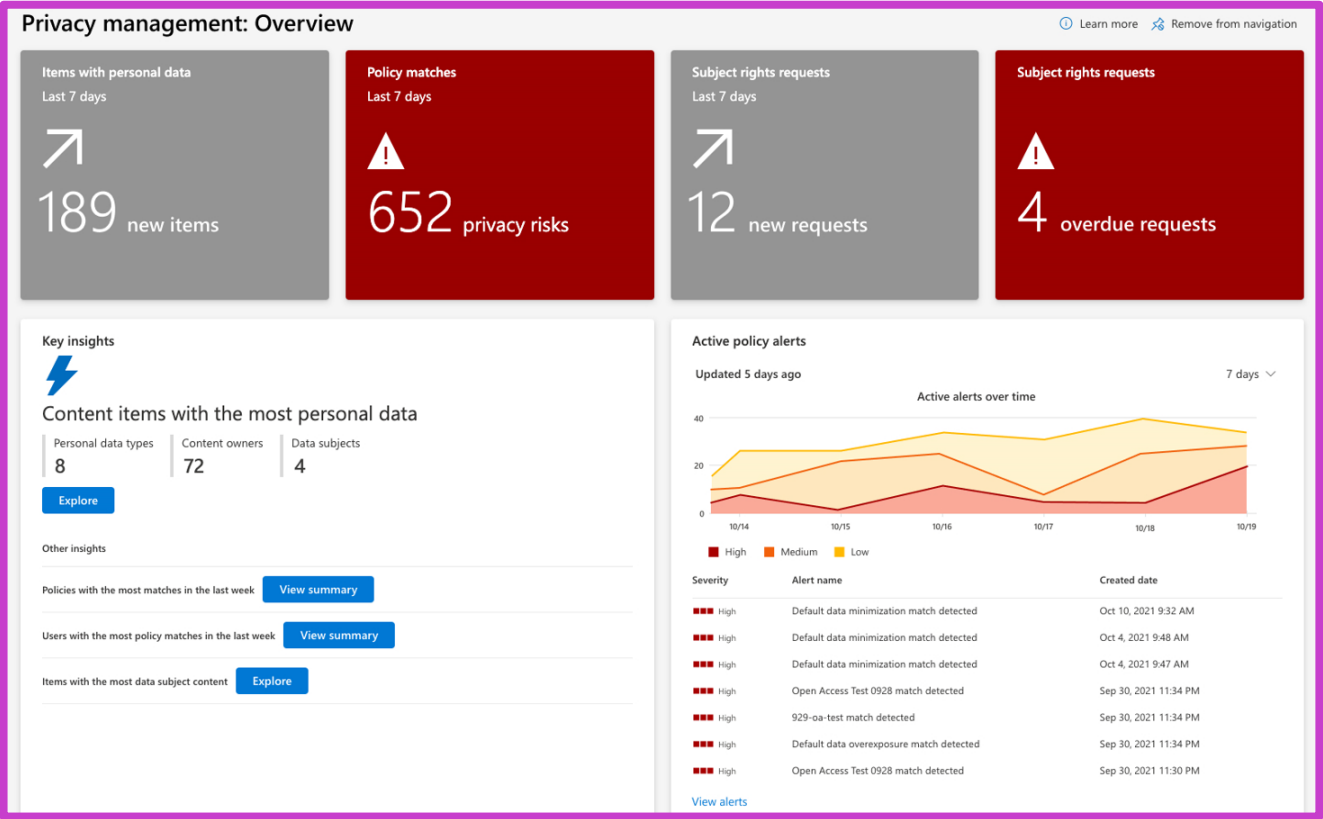 Privacy management: Overview
Learn more
Remove from navigation
Items with personal data
Last 7 days
189 new items
Policy matches
Last 7 days
652 privacy risks
Subject rights requests
Last 7 days
12 new requests
Subject rights requests
4 overdue requests
Key insights
Content items with the most personal data
Personal data types
8
Content owners
72
Data subjects
4
Explore
Other insights
Policies with the most matches in the last week View summary
Users with the most policy matches in the last week View summary
Items with the most data subject content Explore
Active policy alerts
Updated 5 days ago 7 days
Active alerts over time
40
20
0
10/14 10/15 10/16 10/17 10/18 10/19
High Medium Low
Severity Alert name Created date
High Default data minimization match detected Oct 10, 2021 9:32 AM
High Default data minimization match detected Oct 4, 2021 9:48 AM
High Default data minimization match detected Oct 4, 2021 9:47 AM
High Open Access Test 0928 match detected Sep 30, 2021 11:34 PM
High 929-oa-test match detected Sep 30, 2021 11:34 PM
High Default data overexposure match detected Sep 30, 2021 11:34 PM
High Open Access Test 0928 match detected Sep 30, 2021 11:30 PM
View alerts